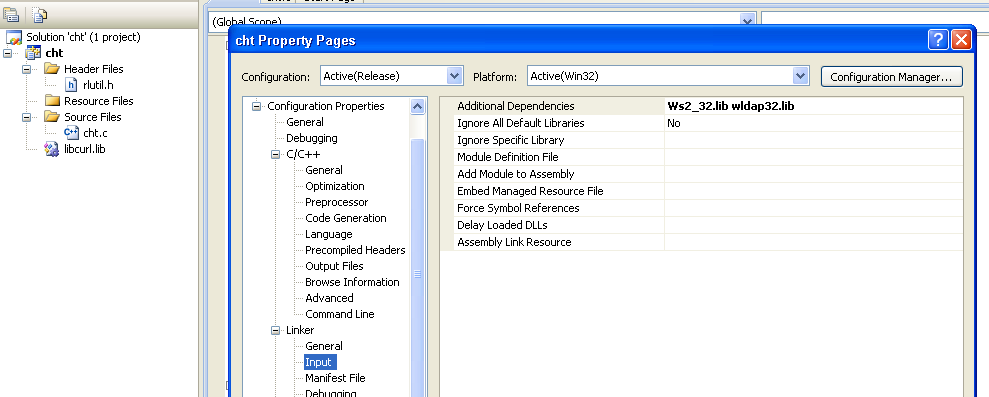 (Global Scope)
Solution 'cht' (1 project)
cht
Header Files
rlutil.h
Resource Files
Source Files
cht.c
libcurl.lib
cht Property Pages
Configuration: Active(Release) Platform: Active(Win32) Configuration Manager...
Configuration Properties
General
Debugging
C/C++
General
Optimization
Preprocessor
Code Generation
Language
Precompiled Headers
Output Files
Browse Information
Advanced
Command Line
Linker
General
Input
Manifest File
Debugging
Additional Dependencies Ws2_32.lib wldap32.lib
Ignore All Default Libraries No
Ignore Specific Library
Module Definition File
Add Module to Assembly
Embed Managed Resource File
Force Symbol References
Delay Loaded DLLs
Assembly Link Resource